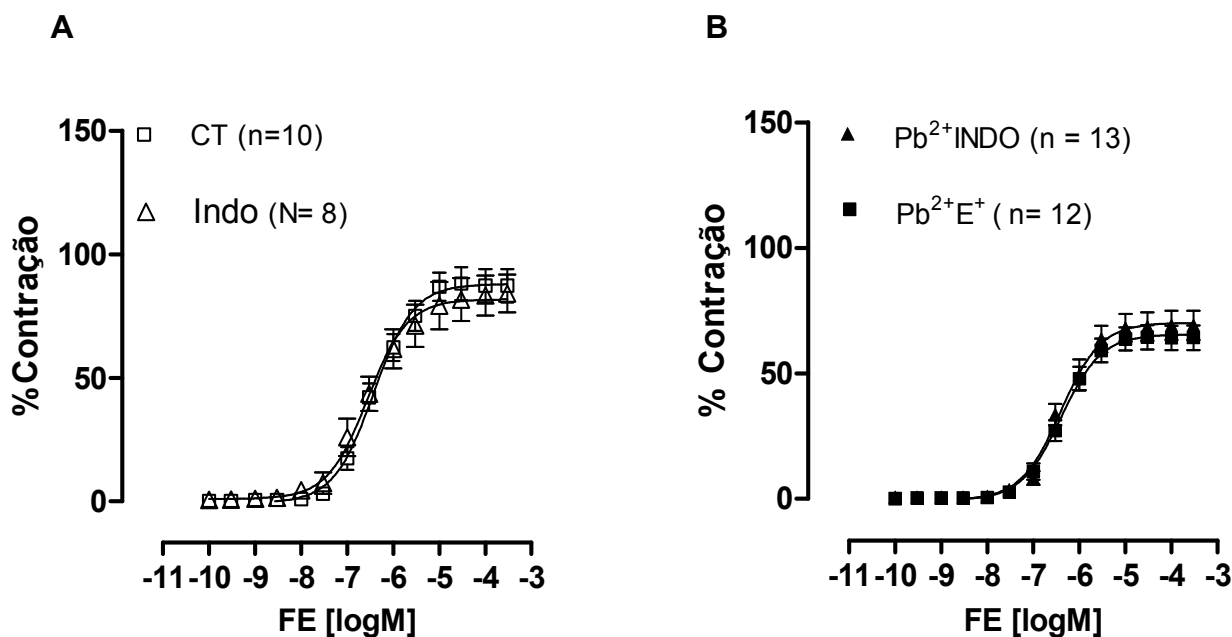 A
150
CT (n=10)
Indo (N= 8)
100
50
0
% Contração
-11 -10 -9 -8 -7 -6 -5 -4 -3
FE [logM]
B
150
Pb²⁺INDO (n = 13)
Pb²⁺E⁺ ( n= 12)
100
50
0
% Contração
-11 -10 -9 -8 -7 -6 -5 -4 -3
FE [logM]